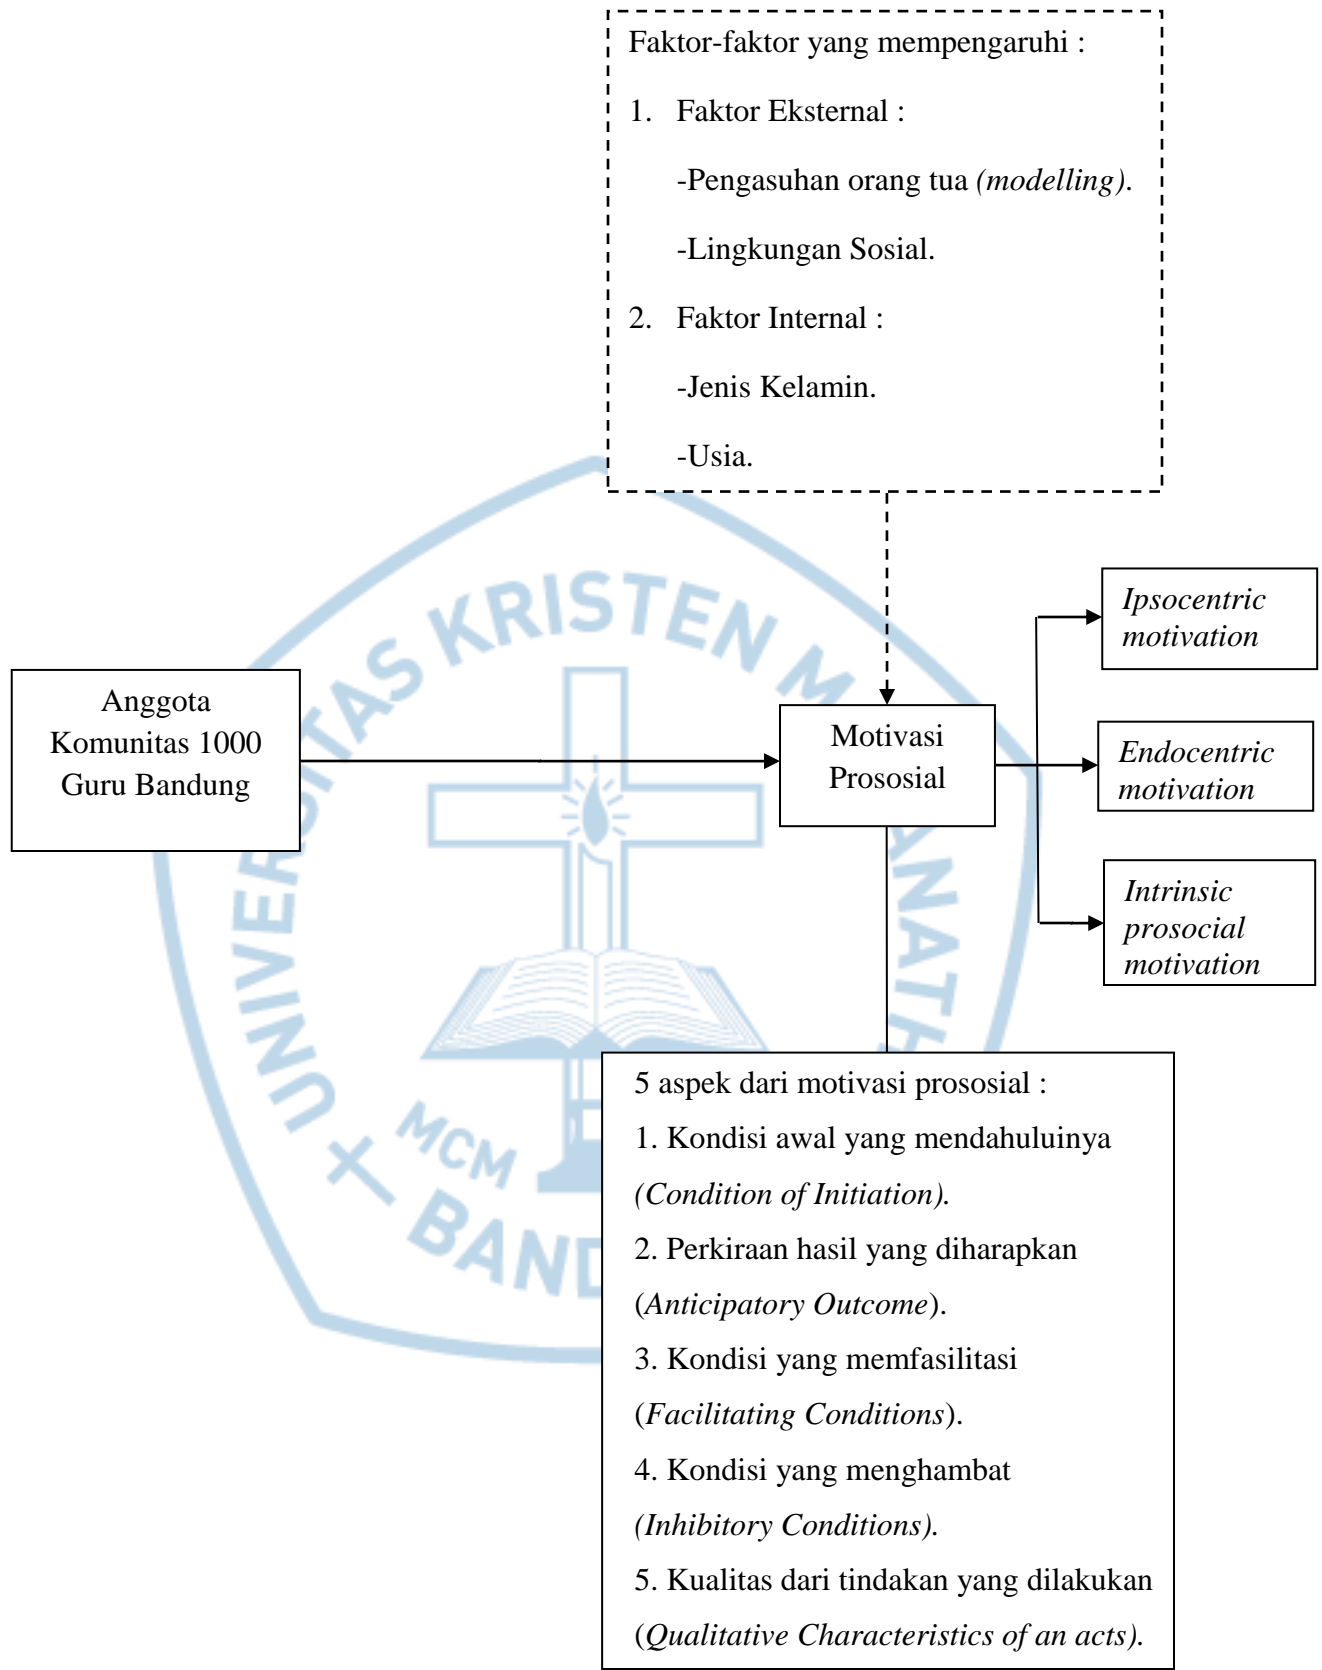 Faktor-faktor yang mempengaruhi :
1. Faktor Eksternal :
-Pengasuhan orang tua (modelling).
-Lingkungan Sosial.
2. Faktor Internal :
-Jenis Kelamin.
-Usia.
Anggota
Komunitas 1000
Guru Bandung
Motivasi
Prososial
Ipsocentric
motivation
Endocentric
motivation
Intrinsic
prosocial
motivation
5 aspek dari motivasi prososial :
1. Kondisi awal yang mendahuluinya
(Condition of Initiation).
2. Perkiraan hasil yang diharapkan
(Anticipatory Outcome).
3. Kondisi yang memfasilitasi
(Facilitating Conditions).
4. Kondisi yang menghambat
(Inhibitory Conditions).
5. Kualitas dari tindakan yang dilakukan
(Qualitative Characteristics of an acts).
UNIVERSITAS KRISTEN
MCM